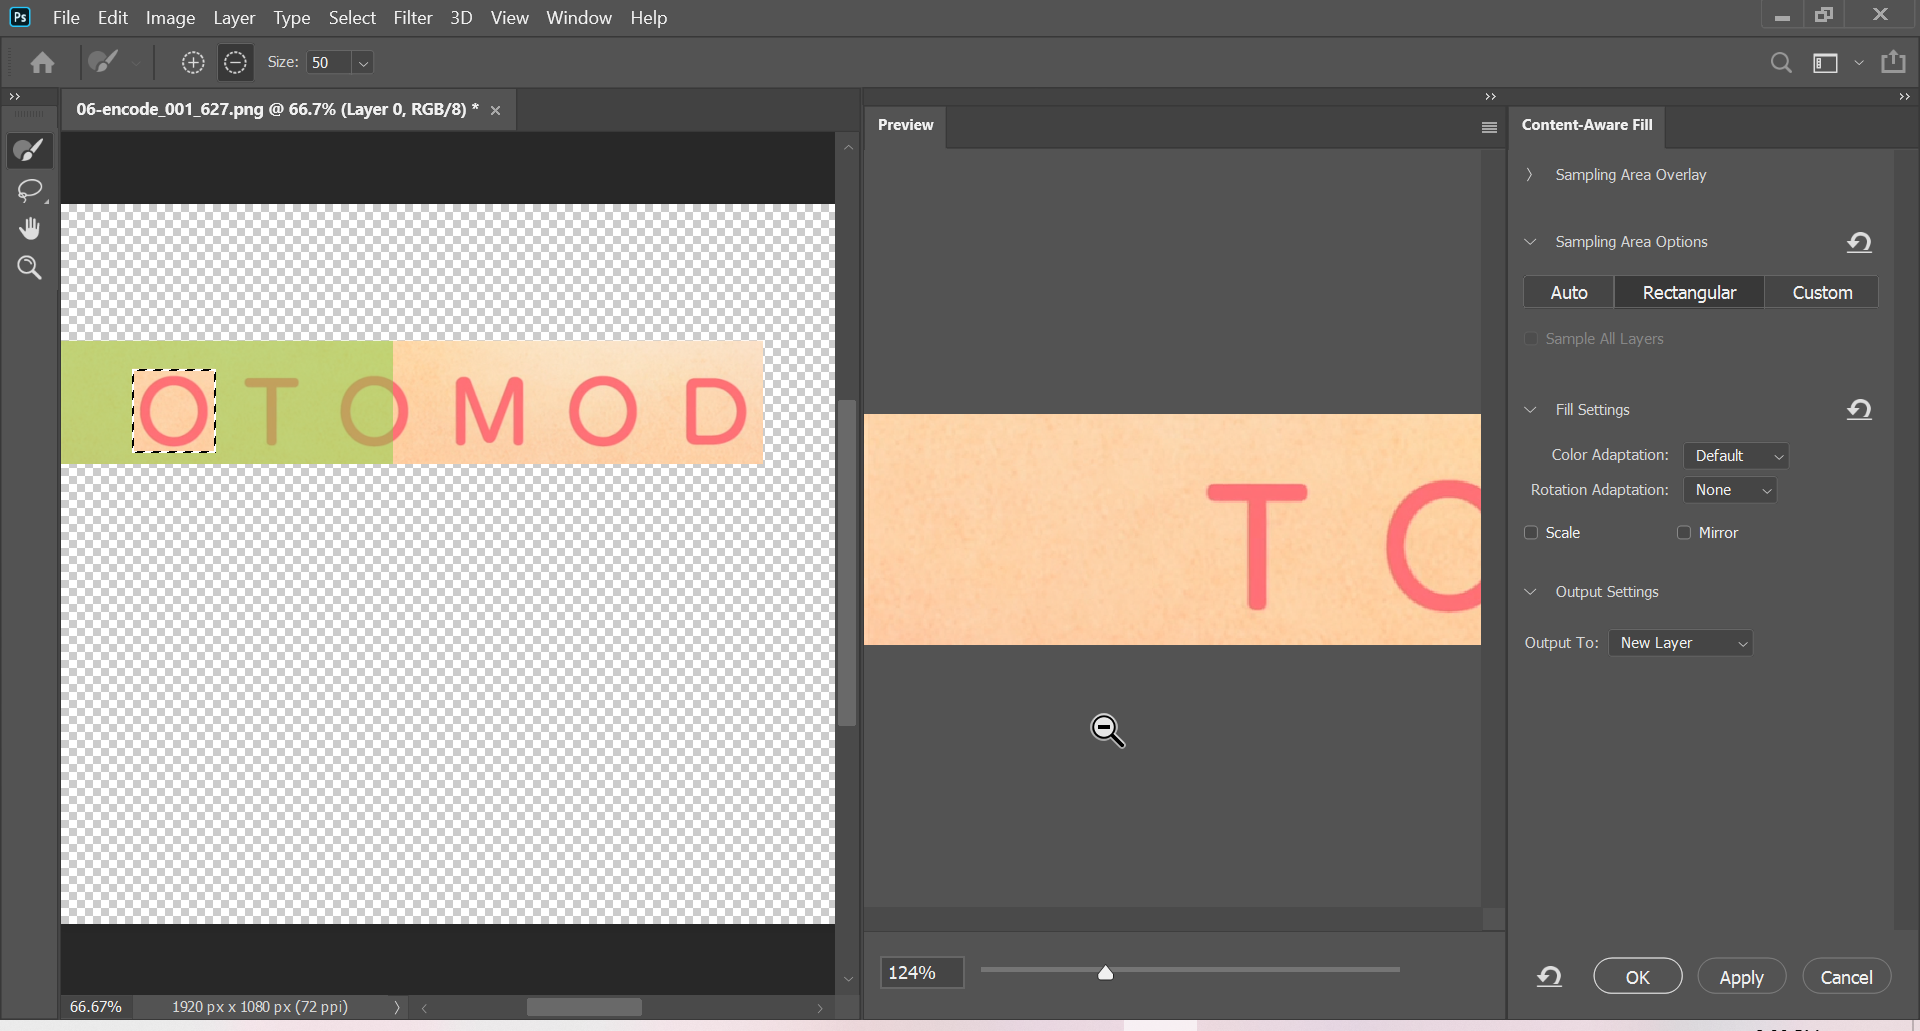 Ps File Edit Image Layer Type Select Filter 3D View Window Help
Size: 50
06-encode_001_627.png @ 66.7% (Layer 0, RGB/8) *
OTOMOD
66.67% 1920 px x 1080 px (72 ppi)
Preview
TO
124%
Content-Aware Fill
Sampling Area Overlay
Sampling Area Options
Auto Rectangular Custom
Sample All Layers
Fill Settings
Color Adaptation: Default
Rotation Adaptation: None
Scale Mirror
Output Settings
Output To: New Layer
OK Apply Cancel